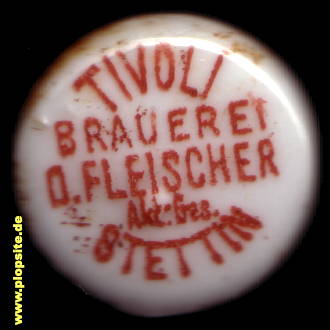 TIVOLI
BRAUEREI
O.FLEISCHER
Akt.Ges.
STETTIN
www.plopsite.de